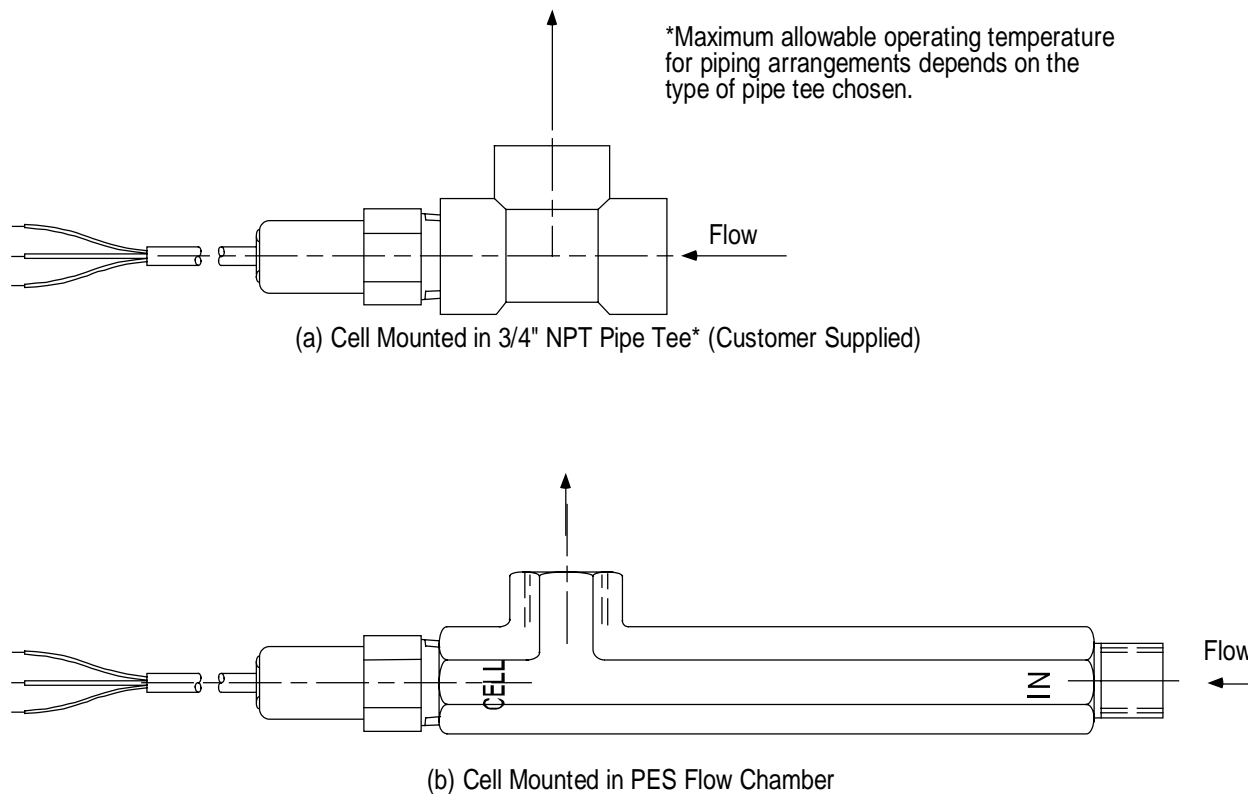 *Maximum allowable operating temperature
for piping arrangements depends on the
type of pipe tee chosen.
Flow
(a) Cell Mounted in 3/4" NPT Pipe Tee* (Customer Supplied)
Flow
CELL
IN
(b) Cell Mounted in PES Flow Chamber